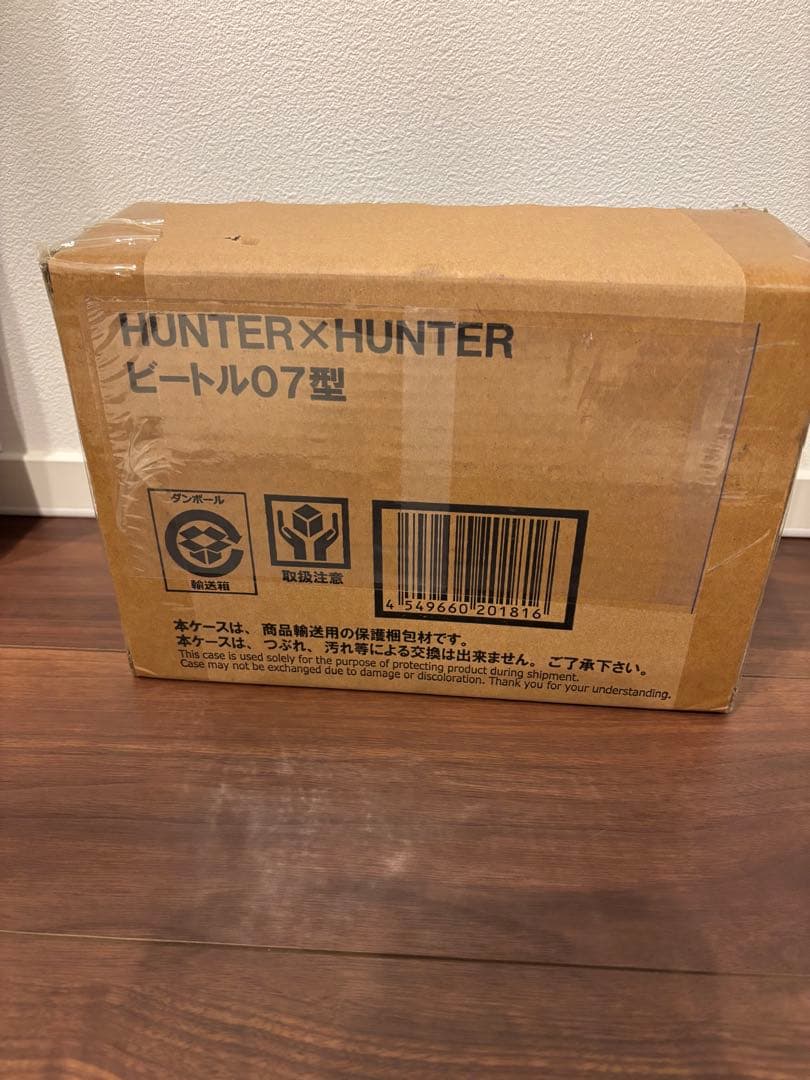 HUNTER×HUNTER
ビートル07型
ダンボール
輸送箱
取扱注意
4 549660 201816
本ケースは、商品輸送用の保護梱包材です。
本ケースは、つぶれ、汚れ等による交換は出来ません。ご了承下さい。
This case is used solely for the purpose of protecting product during shipment.
Case may not be exchanged due to damage or discoloration. Thank you for your understanding.